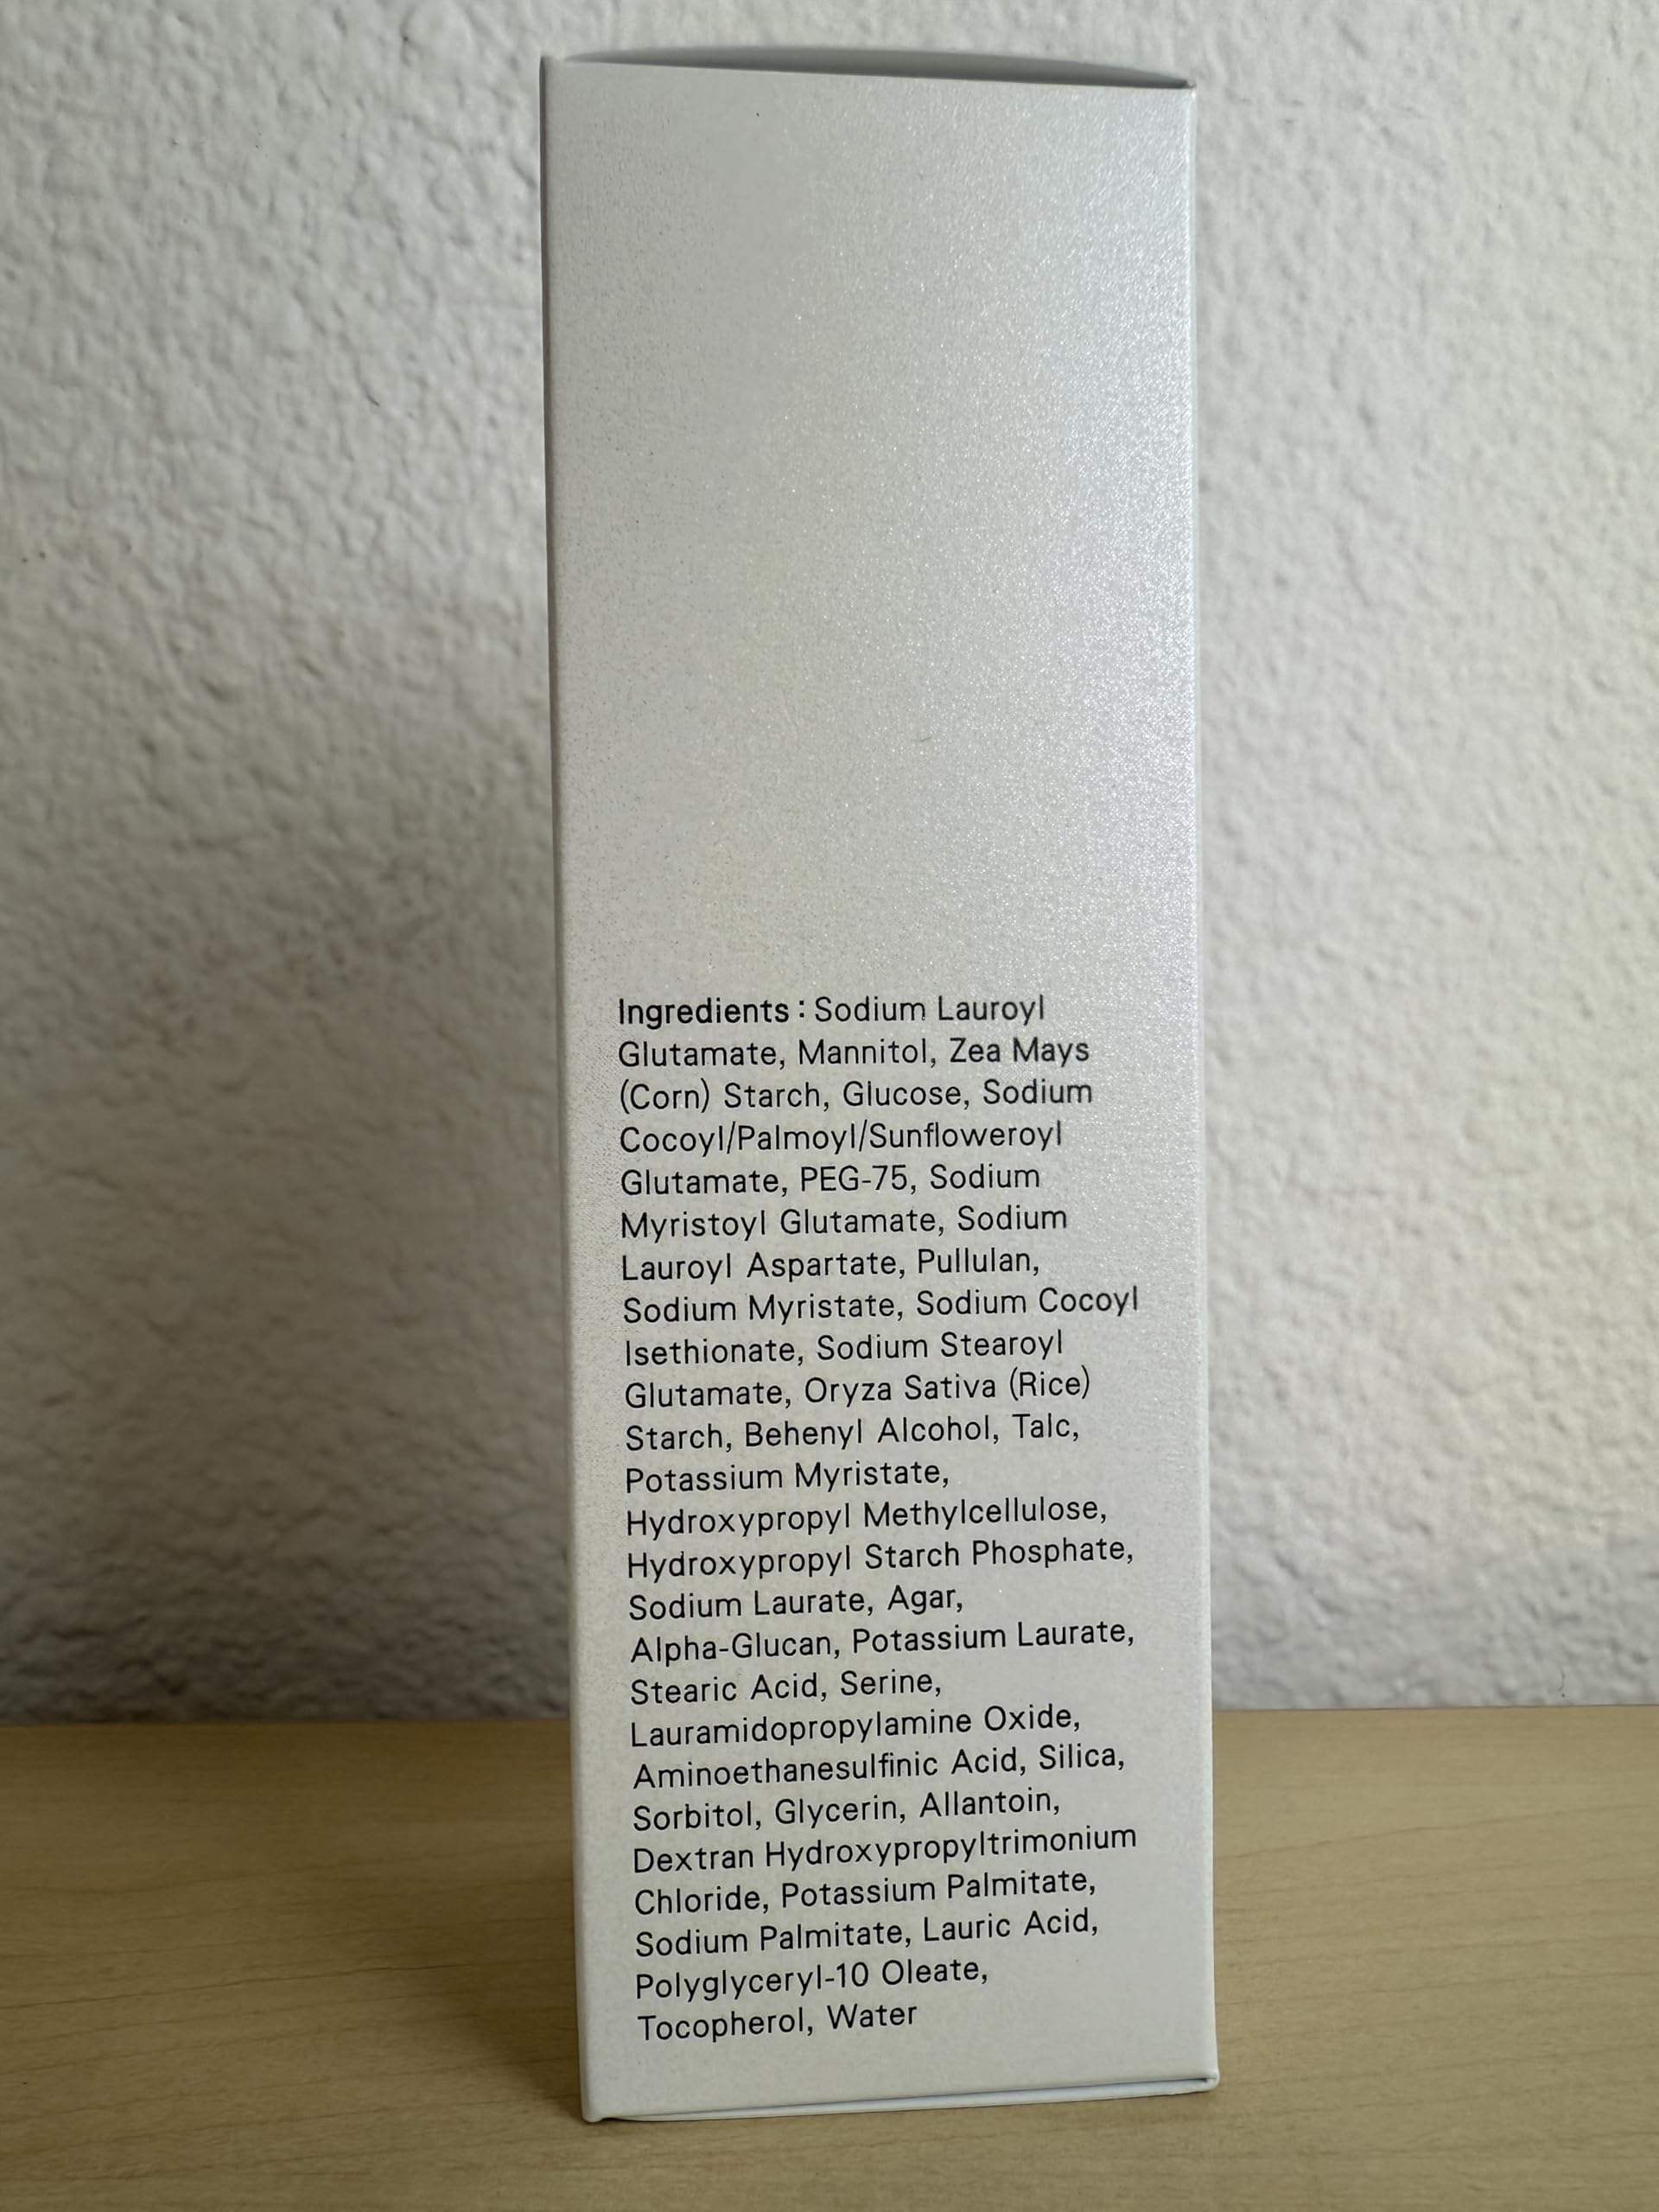 Ingredients : Sodium Lauroyl
Glutamate, Mannitol, Zea Mays
(Corn) Starch, Glucose, Sodium
Cocoyl/Palmoyl/Sunfloweroyl
Glutamate, PEG-75, Sodium
Myristoyl Glutamate, Sodium
Lauroyl Aspartate, Pullulan,
Sodium Myristate, Sodium Cocoyl
Isethionate, Sodium Stearoyl
Glutamate, Oryza Sativa (Rice)
Starch, Behenyl Alcohol, Talc,
Potassium Myristate,
Hydroxypropyl Methylcellulose,
Hydroxypropyl Starch Phosphate,
Sodium Laurate, Agar,
Alpha-Glucan, Potassium Laurate,
Stearic Acid, Serine,
Lauramidopropylamine Oxide,
Aminoethanesulfinic Acid, Silica,
Sorbitol, Glycerin, Allantoin,
Dextran Hydroxypropyltrimonium
Chloride, Potassium Palmitate,
Sodium Palmitate, Lauric Acid,
Polyglyceryl-10 Oleate,
Tocopherol, Water